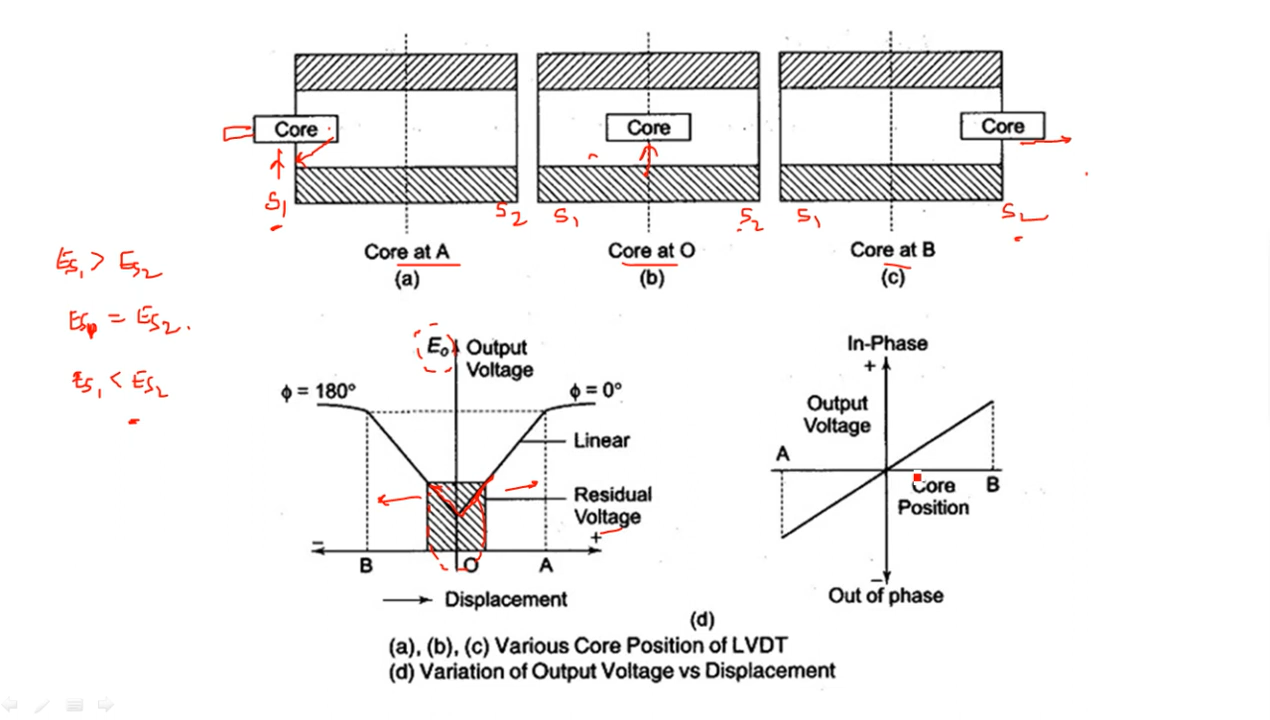 Core
Core
Core
S1
S2
S1
S2
S1
S2
Core at A
(a)
Core at O
(b)
Core at B
(c)
ES1 > ES2
ESp = ES2.
ES1 < ES2
E₀ Output
Voltage
ϕ = 180°
ϕ = 0°
Linear
Residual
Voltage
–
+
B
O
A
Displacement
In-Phase
+
Output
Voltage
A
Core
Position
B
–
Out of phase
(d)
(a), (b), (c) Various Core Position of LVDT
(d) Variation of Output Voltage vs Displacement